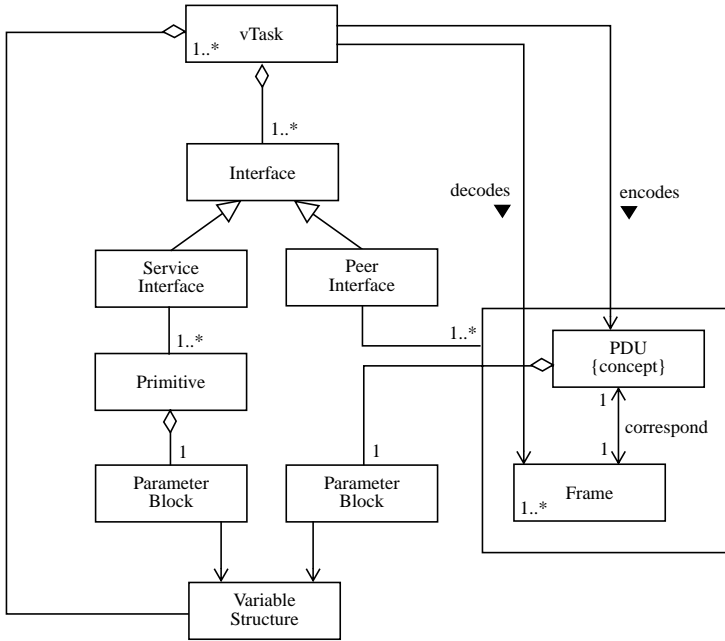 vTask
1..*
1..*
Interface
decodes
encodes
Service
Interface
Peer
Interface
1..*
1..*
PDU
{concept}
Primitive
1
correspond
1
1
1
Parameter
Block
Parameter
Block
Frame
1..*
Variable
Structure